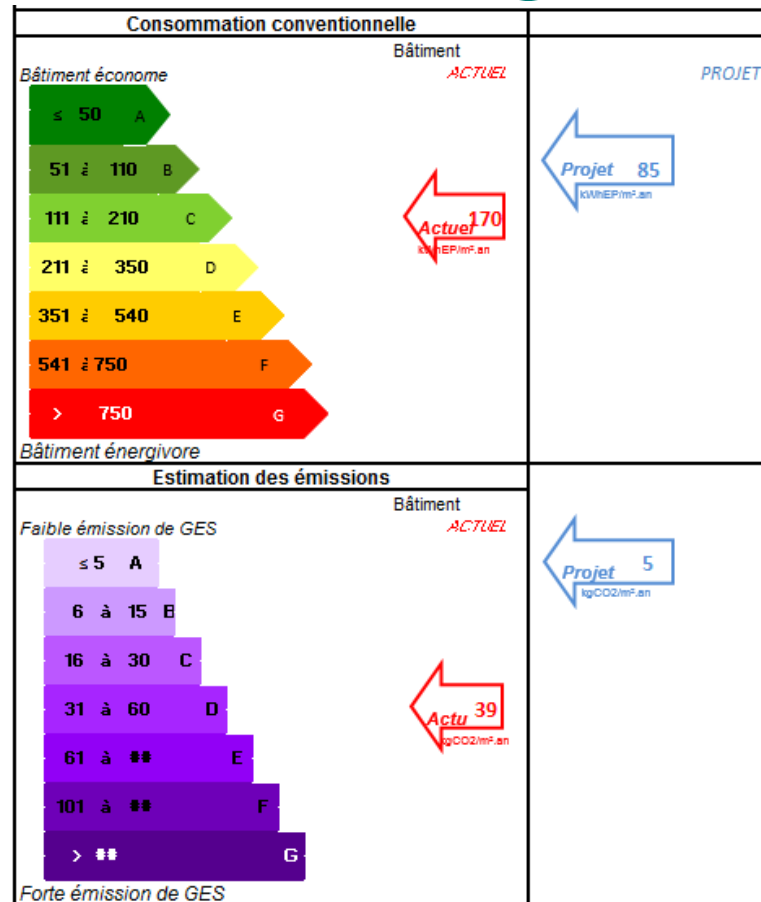 Consommation conventionnelle
Bâtiment
Bâtiment économe
ACTUEL
PROJET
≤ 50 A
51 à 110 B
Projet 85
kWhEP/m².an
111 à 210 C
Actuel 170
kWhEP/m².an
211 à 350 D
351 à 540 E
541 à 750 F
> 750 G
Bâtiment énergivore
Estimation des émissions
Bâtiment
Faible émission de GES
ACTUEL
≤ 5 A
Projet 5
kgCO2/m².an
6 à 15 B
16 à 30 C
31 à 60 D
Actu 39
kgCO2/m².an
61 à ## E
101 à ## F
> ## G
Forte émission de GES